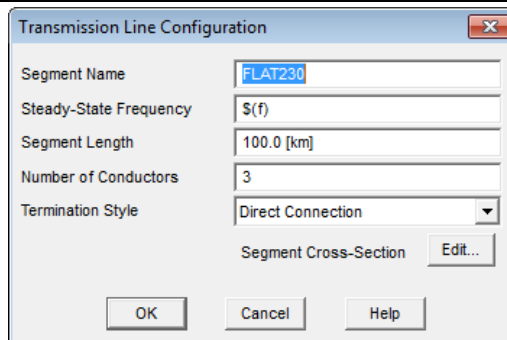 Transmission Line Configuration
Segment Name FLAT230
Steady-State Frequency $(f)
Segment Length 100.0 [km]
Number of Conductors 3
Termination Style Direct Connection
Segment Cross-Section Edit...
OK Cancel Help